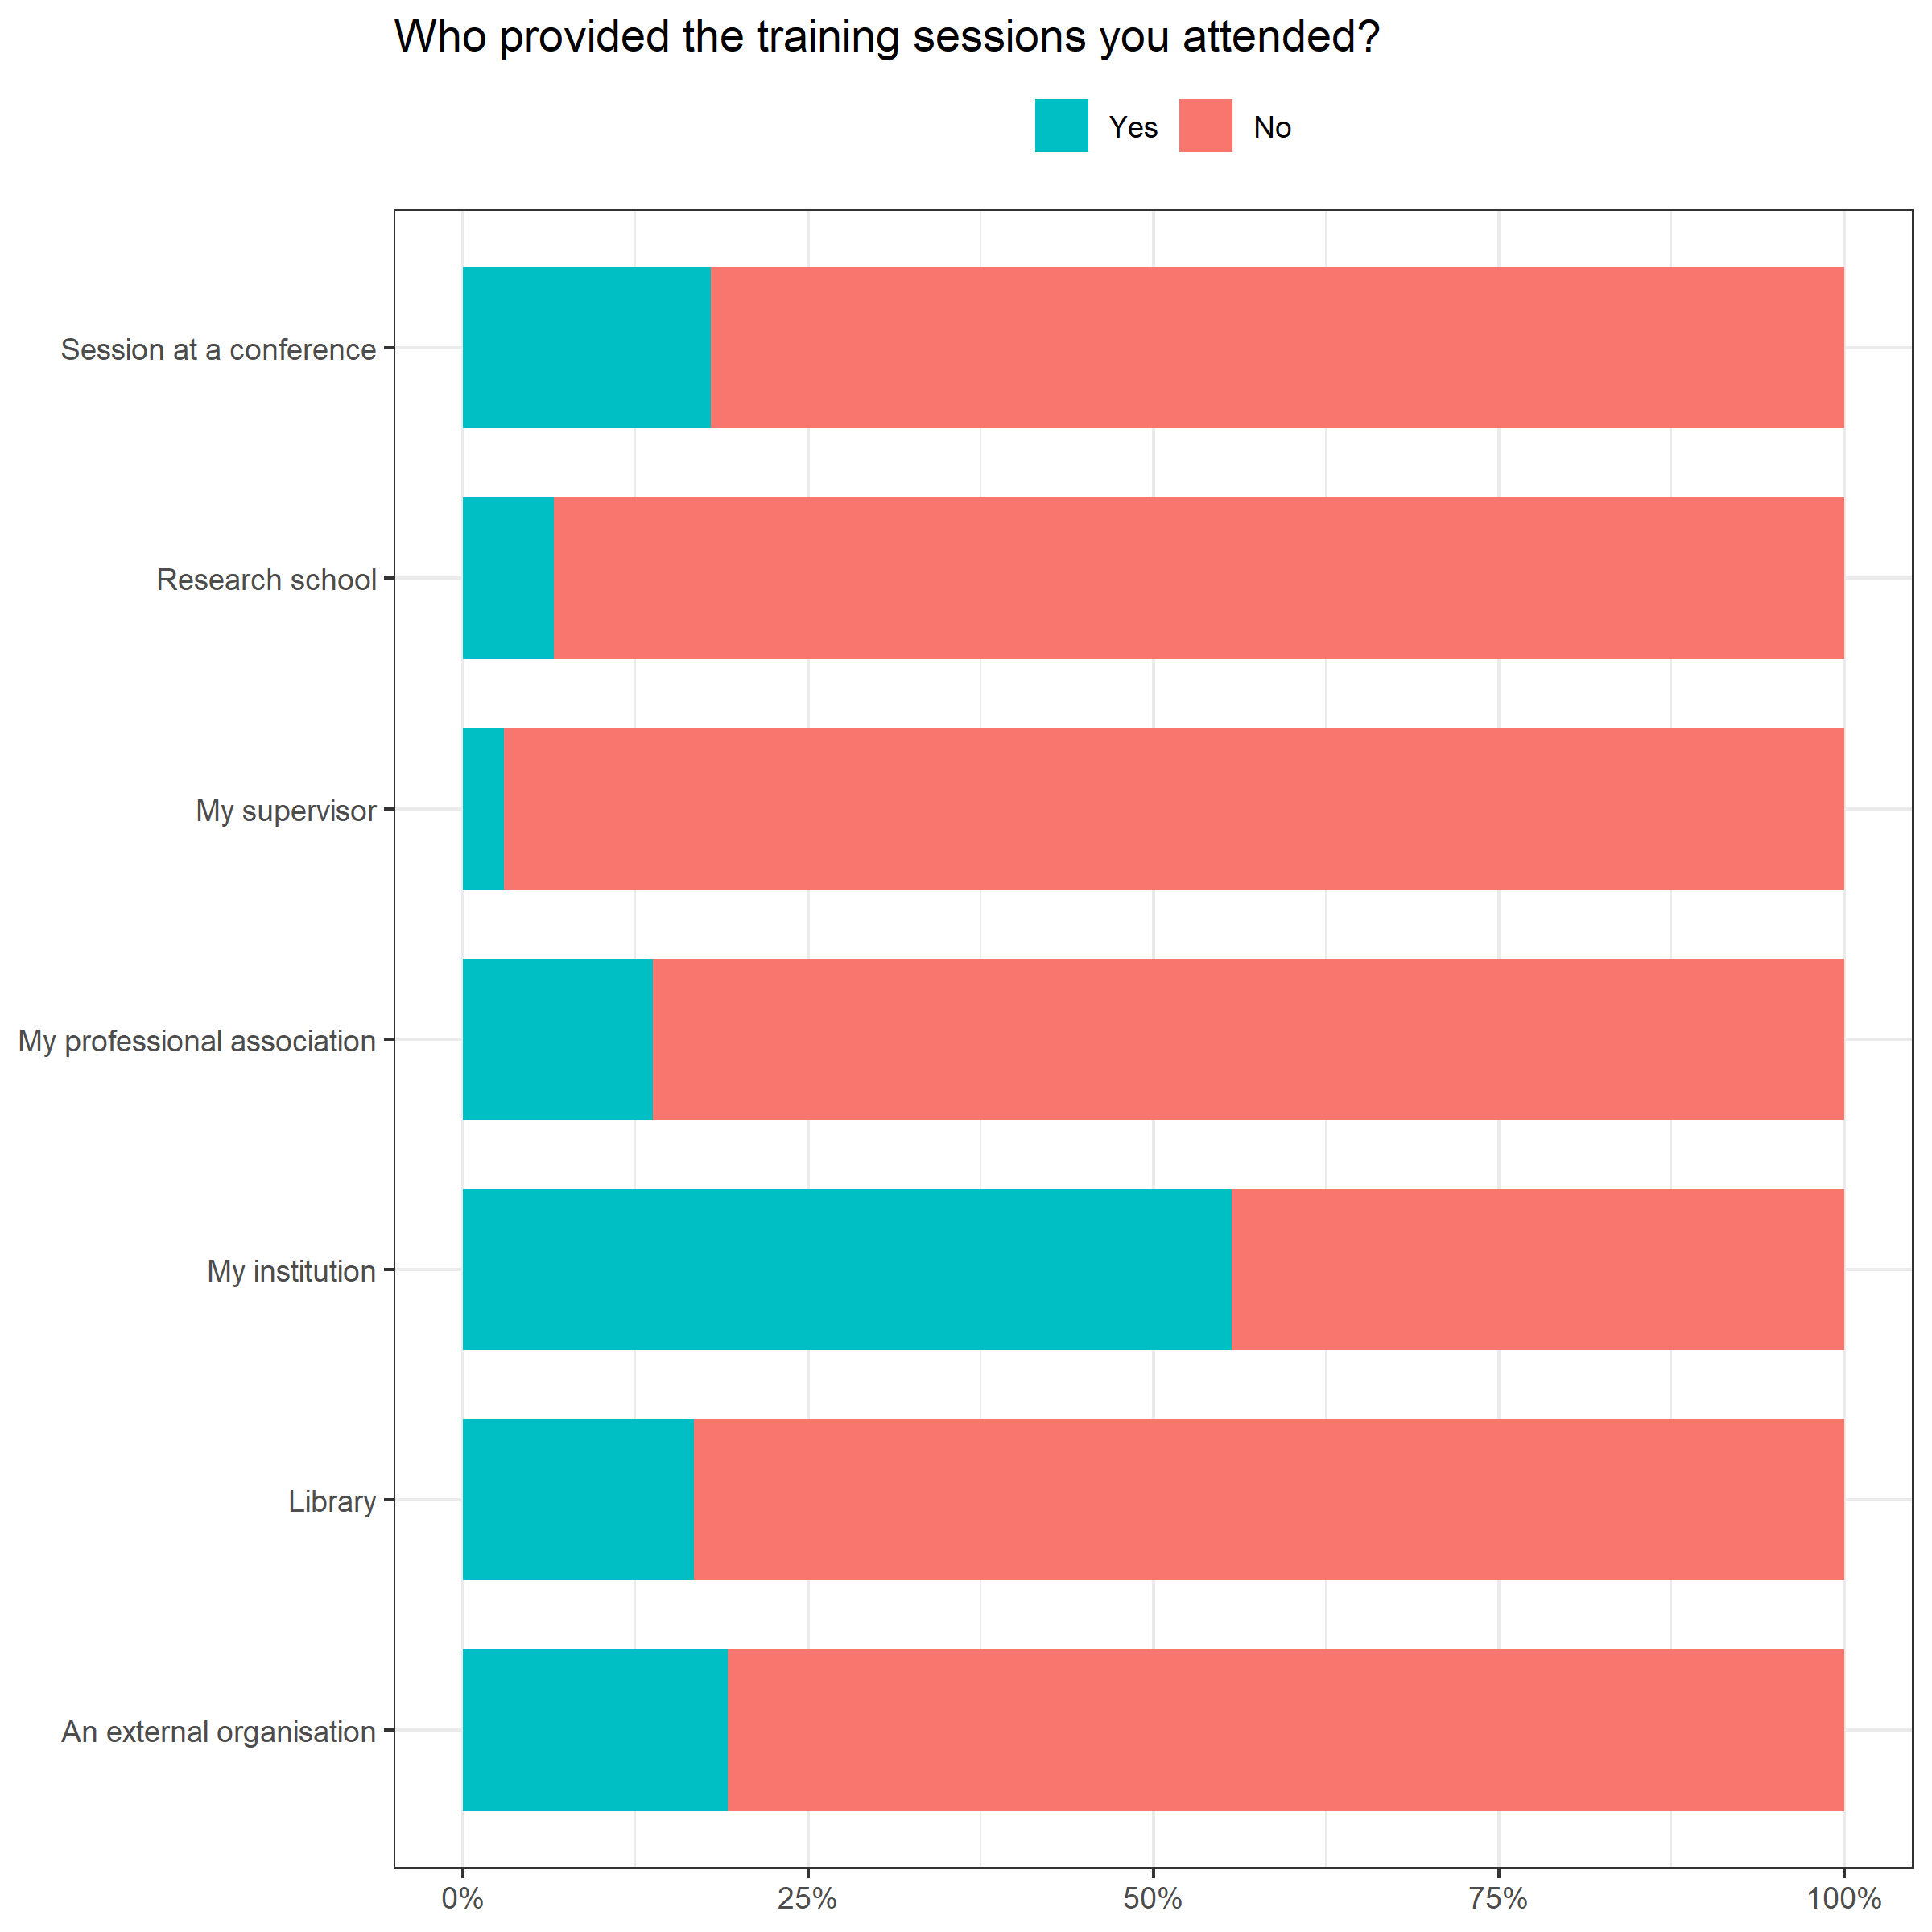 Who provided the training sessions you attended?
Yes No
Session at a conference
Research school
My supervisor
My professional association
My institution
Library
An external organisation
0% 25% 50% 75% 100%